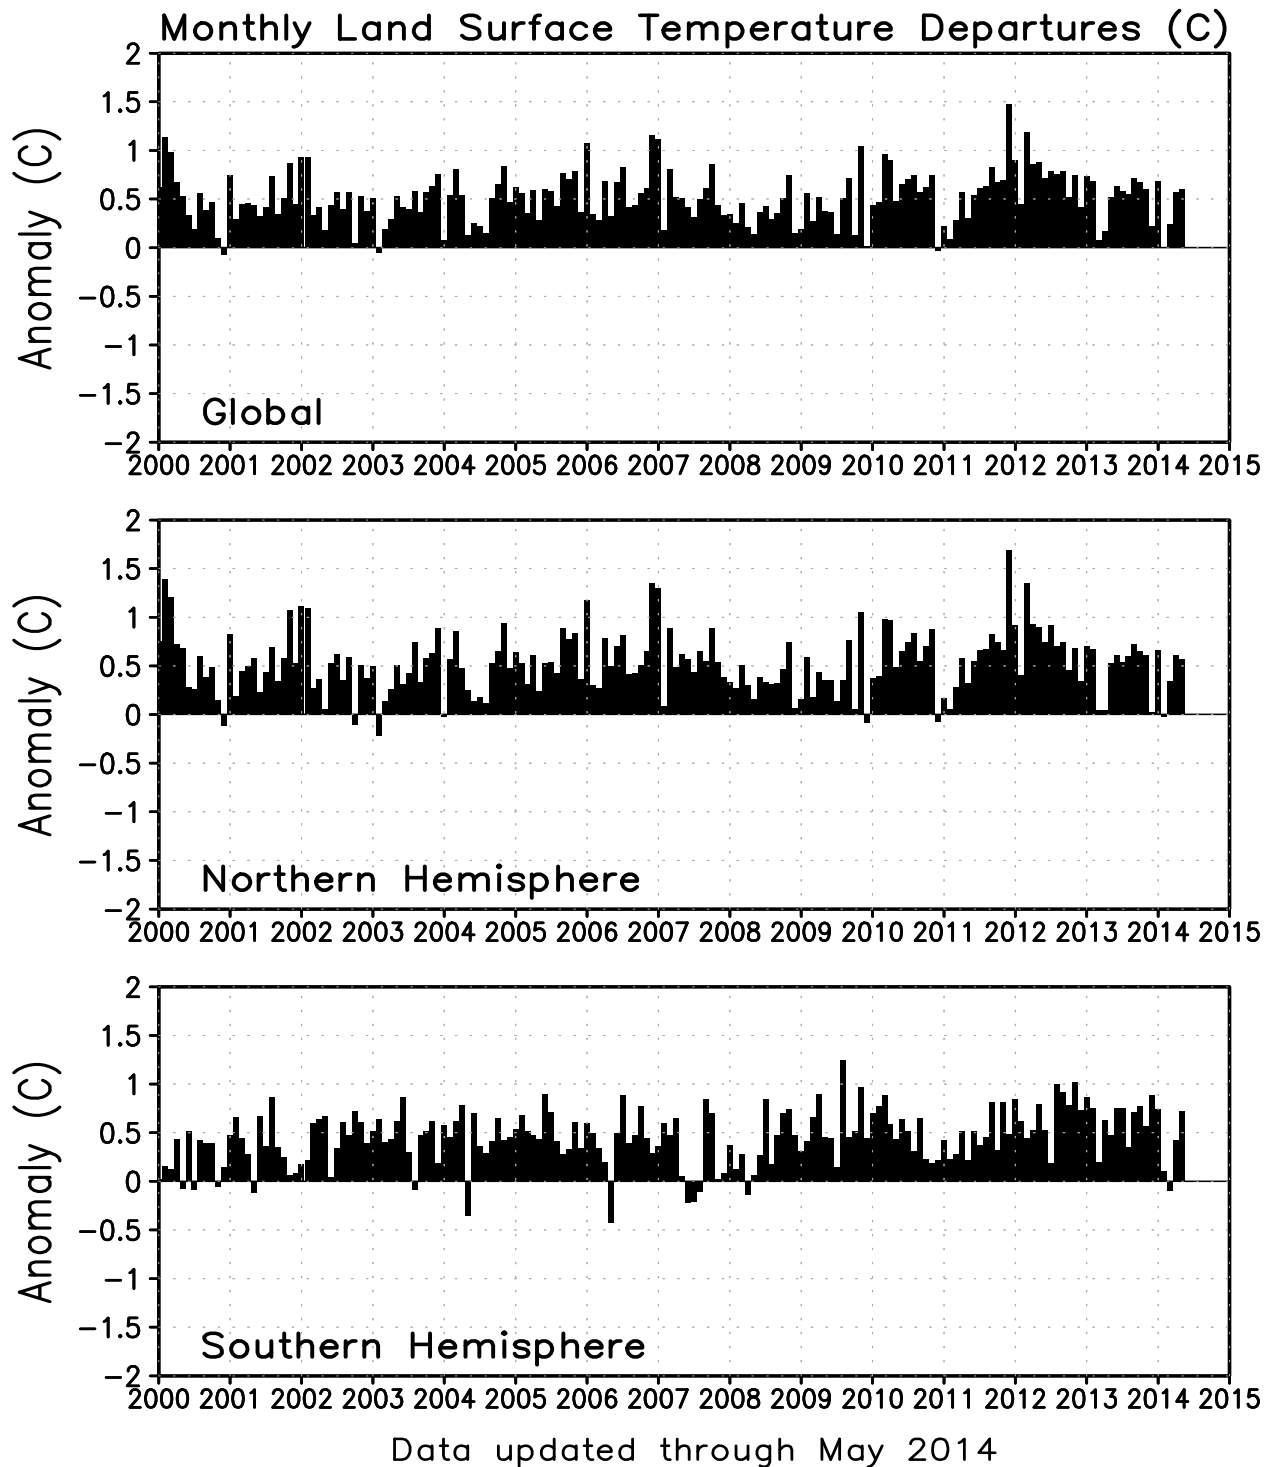 Monthly Land Surface Temperature Departures (C)
2
1.5
1
0.5
0
−0.5
−1
−1.5
−2
Anomaly (C)
Global
2000 2001 2002 2003 2004 2005 2006 2007 2008 2009 2010 2011 2012 2013 2014 2015
2
1.5
1
0.5
0
−0.5
−1
−1.5
−2
Anomaly (C)
Northern Hemisphere
2000 2001 2002 2003 2004 2005 2006 2007 2008 2009 2010 2011 2012 2013 2014 2015
2
1.5
1
0.5
0
−0.5
−1
−1.5
−2
Anomaly (C)
Southern Hemisphere
2000 2001 2002 2003 2004 2005 2006 2007 2008 2009 2010 2011 2012 2013 2014 2015
Data updated through May 2014